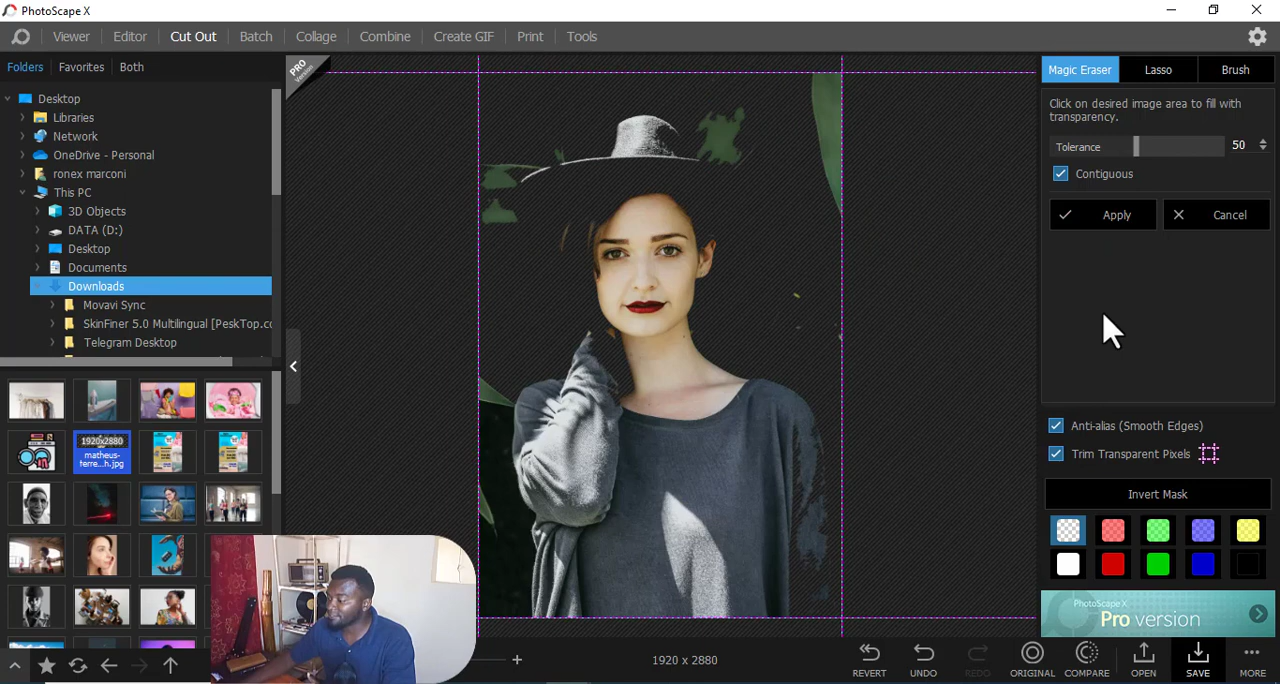 PhotoScape X
Viewer Editor Cut Out Batch Collage Combine Create GIF Print Tools
Folders Favorites Both
PRO Version
Magic Eraser Lasso Brush
Desktop
Libraries
Network
OneDrive - Personal
ronex marconi
This PC
3D Objects
DATA (D:)
Desktop
Documents
Downloads
Movavi Sync
SkinFiner 5.0 Multilingual [PeskTop.co
Telegram Desktop
1920x2880
matheus-
terre...h.jpg
Click on desired image area to fill with
transparency.
Tolerance 50
Contiguous
Apply Cancel
Anti-alias (Smooth Edges)
Trim Transparent Pixels
Invert Mask
PhotoScape X
Pro version
1920 x 2880
REVERT UNDO REDO ORIGINAL COMPARE OPEN SAVE MORE